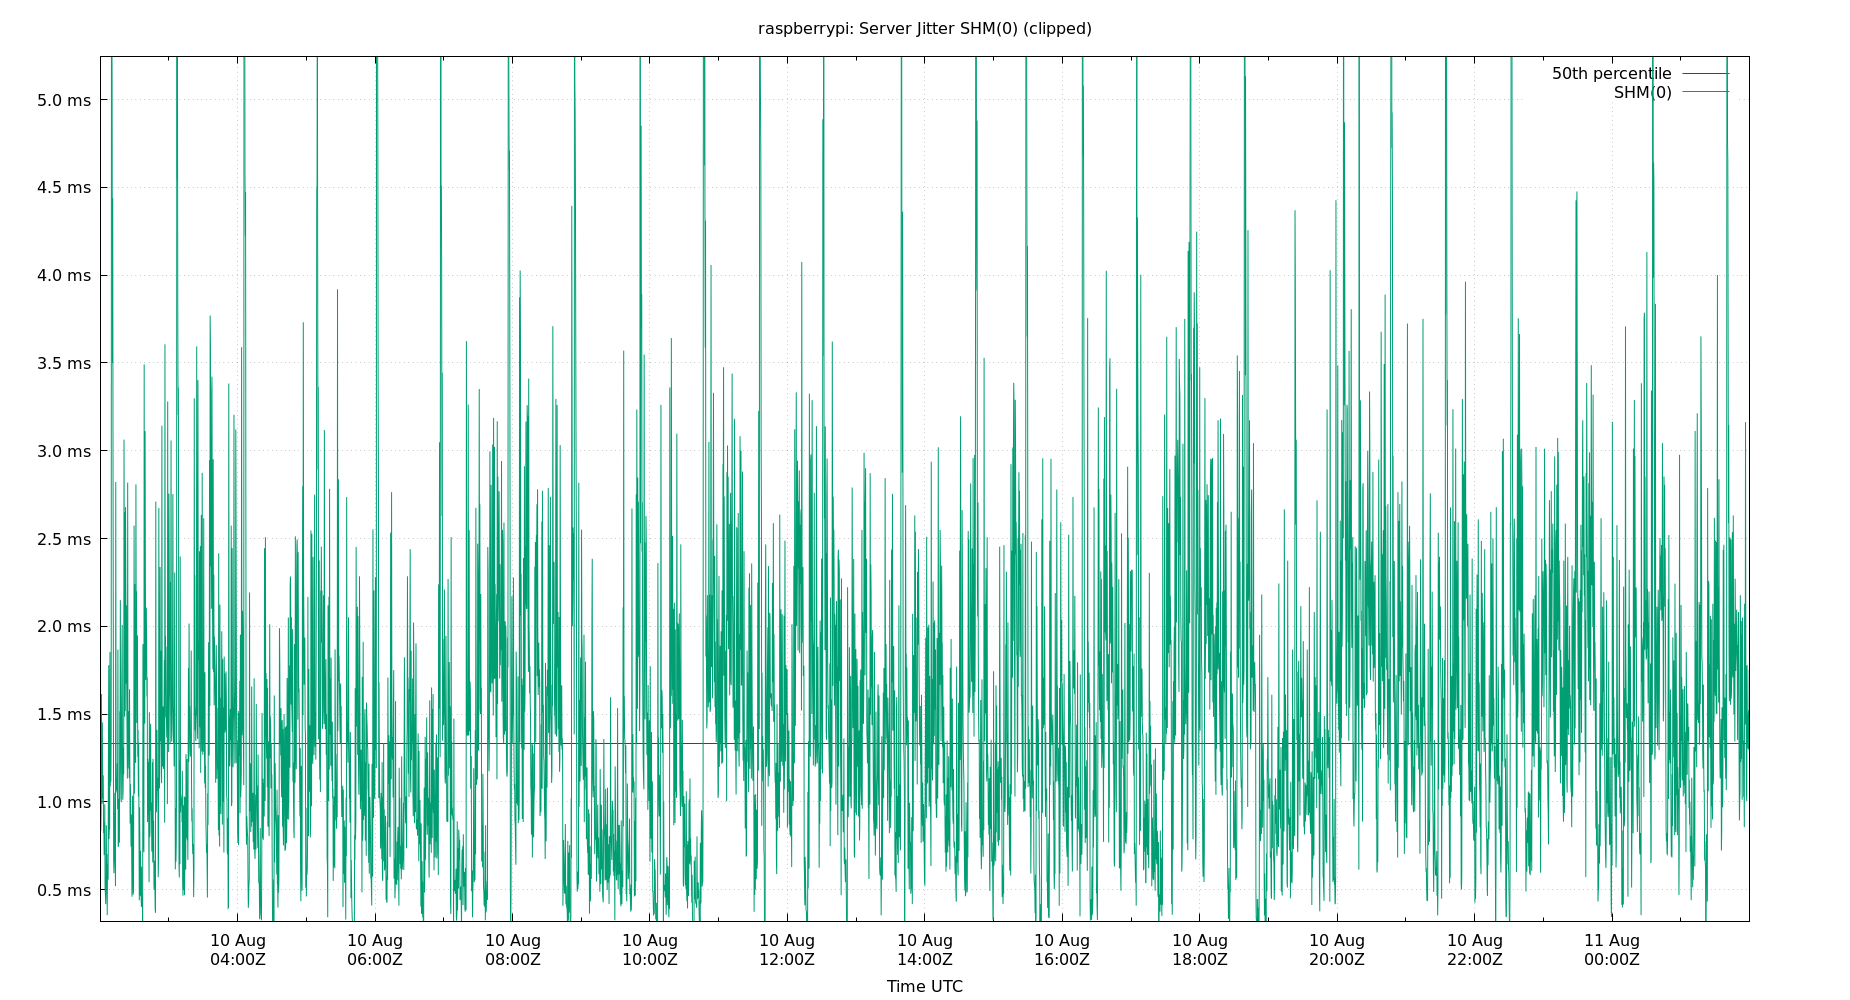 raspberrypi: Server Jitter SHM(0) (clipped)
50th percentile
SHM(0)
5.0 ms
4.5 ms
4.0 ms
3.5 ms
3.0 ms
2.5 ms
2.0 ms
1.5 ms
1.0 ms
0.5 ms
10 Aug 10 Aug 10 Aug 10 Aug 10 Aug 10 Aug 10 Aug 10 Aug 10 Aug 10 Aug 11 Aug
04:00Z 06:00Z 08:00Z 10:00Z 12:00Z 14:00Z 16:00Z 18:00Z 20:00Z 22:00Z 00:00Z
Time UTC